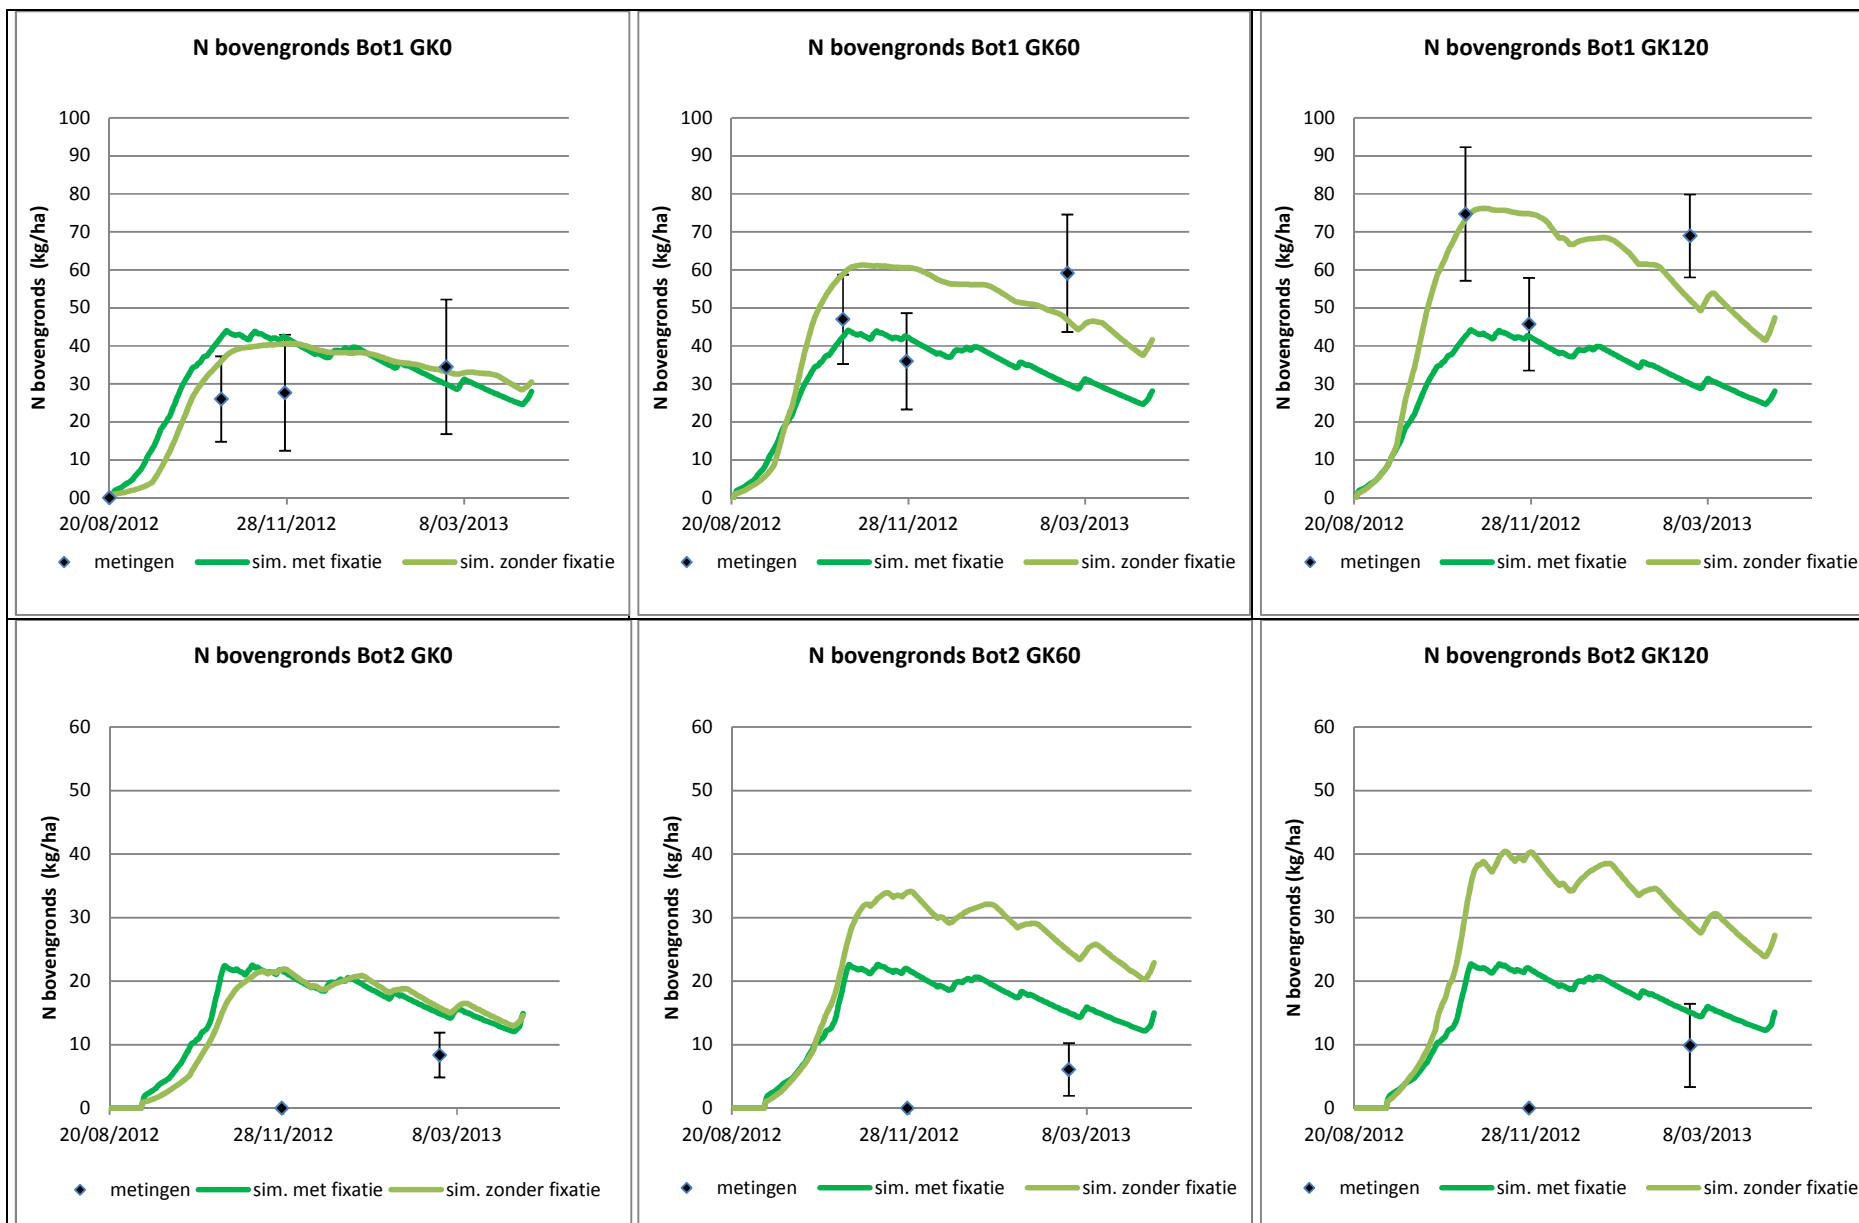 N bovengronds Bot1 GK0
N bovengronds (kg/ha)
100
90
80
70
60
50
40
30
20
10
00
20/08/2012 28/11/2012 8/03/2013
metingen sim. met fixatie sim. zonder fixatie
N bovengronds Bot1 GK60
N bovengronds (kg/ha)
100
90
80
70
60
50
40
30
20
10
0
20/08/2012 28/11/2012 8/03/2013
metingen sim. met fixatie sim. zonder fixatie
N bovengronds Bot1 GK120
N bovengronds (kg/ha)
100
90
80
70
60
50
40
30
20
10
0
20/08/2012 28/11/2012 8/03/2013
metingen sim. met fixatie sim. zonder fixatie
N bovengronds Bot2 GK0
N bovengronds (kg/ha)
60
50
40
30
20
10
0
20/08/2012 28/11/2012 8/03/2013
metingen sim. met fixatie sim. zonder fixatie
N bovengronds Bot2 GK60
N bovengronds (kg/ha)
60
50
40
30
20
10
0
20/08/2012 28/11/2012 8/03/2013
metingen sim. met fixatie sim. zonder fixatie
N bovengronds Bot2 GK120
N bovengronds (kg/ha)
60
50
40
30
20
10
0
20/08/2012 28/11/2012 8/03/2013
metingen sim. met fixatie sim. zonder fixatie